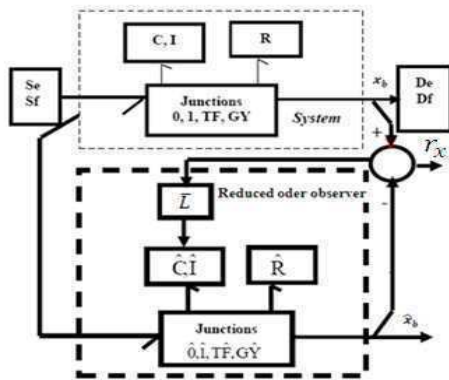 C, I
R
Se
Sf
x_b
De
Df
Junctions
0, 1, TF, GY
System
+
r_x
L̄
Reduced oder observer
-
Ĉ,Î
R̂
Junctions
0̂,1̂,TF̂,GŶ
x̂_b